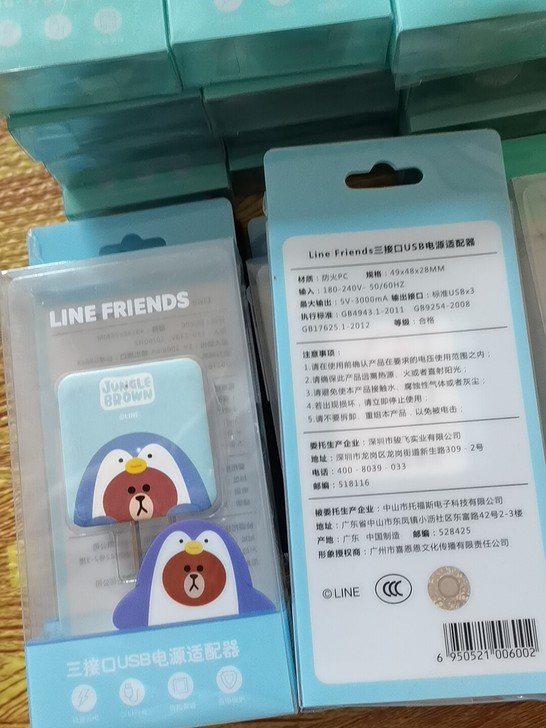 LINE FRIENDS
JUNGLE
BROWN
三接口USB电源适配器
Line Friends三接口USB电源适配器
材质：防火PC 规格：49x48x28MM
输入：180-240V- 50/60HZ
最大输出：5V-3000mA 输出接口：标准USBx3
执行标准：GB4943.1-2011 GB9254-2008
GB17625.1-2012 等级：合格
注意事项：
1.请在使用前确认产品在要求的电压使用范围之内；
2.请确保此产品远离热源、火或者直射阳光；
3.请避免使本产品接触水、腐蚀性气体或者灰尘；
4.若出现损坏，请立即停止使用；
5.请不要拆卸、重组本产品，以免被电击；
委托生产企业：深圳市骏飞实业有限公司
地址：深圳市龙岗区龙岗街道新生路309-2号
电话：400-8039-033
邮编：518116
被委托生产企业：中山市托福斯电子科技有限公司
地址：广东省中山市东凤镇小沥社区东富路42号2-3楼
产地：广东 中国制造 邮编：528425
形象授权商：广州市喜恩恩文化传播有限责任公司
©LINE
CCC
6 950521 006002